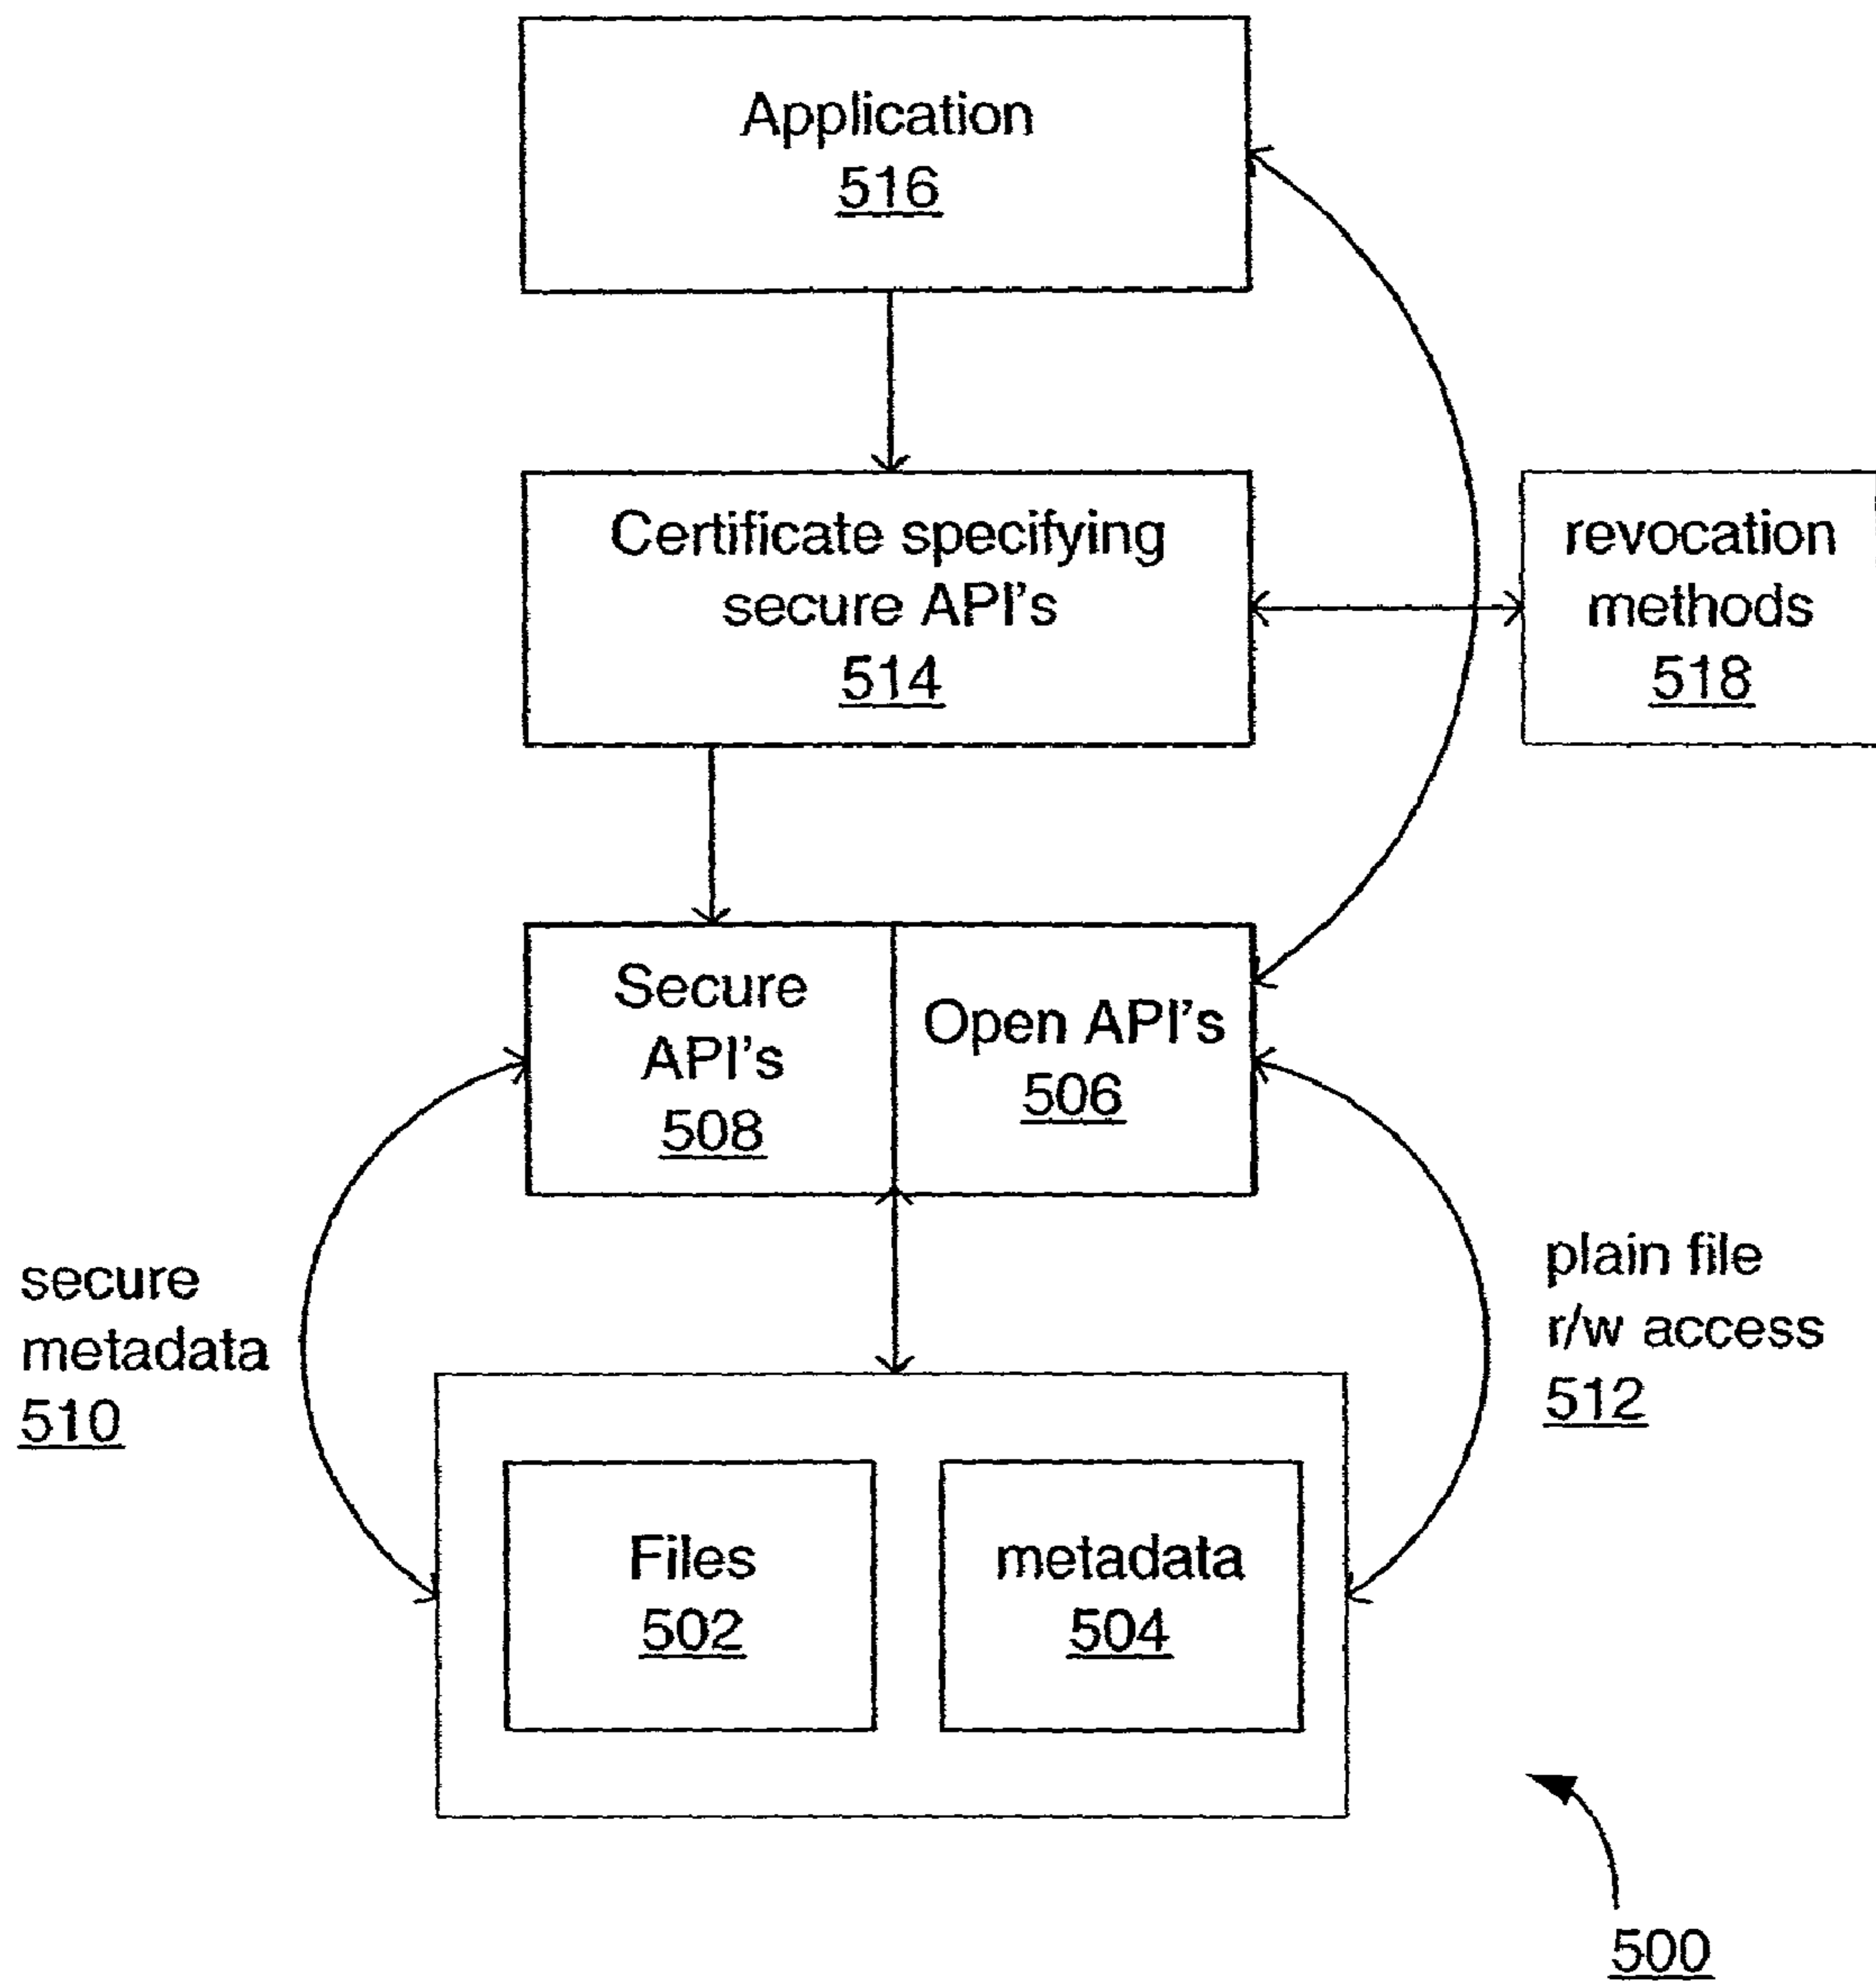 Application
516
Certificate specifying
secure API's
514
revocation
methods
518
Secure
API's
508
Open API's
506
secure
metadata
510
plain file
r/w access
512
Files
502
metadata
504
500